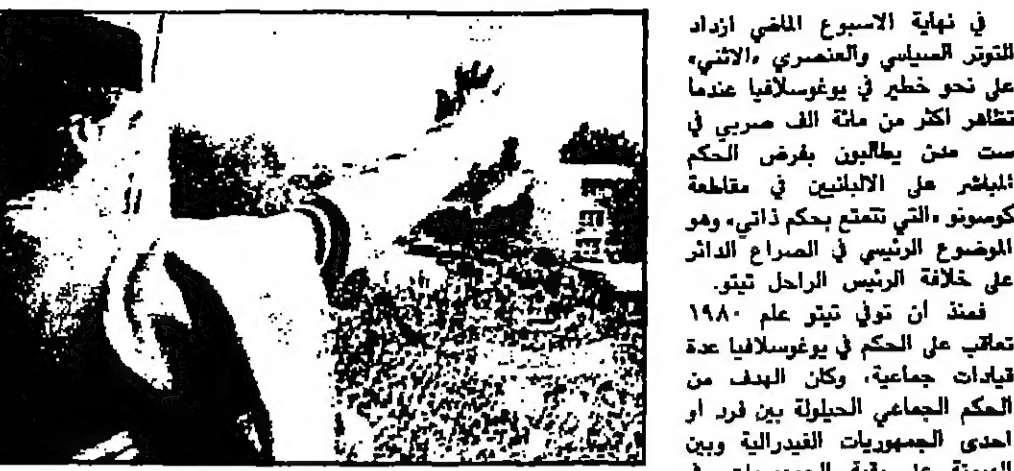 في نهاية الاسبوع الماضي ازداد
التوتر السياسي والعنصري «الاثني»
على نحو خطير في يوغوسلافيا عندما
تظاهر اكثر من مائة الف صربي في
ست مدن يطالبون بفرض الحكم
المباشر على الالبانيين في مقاطعة
كوسوفو «التي تتمتع بحكم ذاتي» وهو
الموضوع الرئيسي في الصراع الدائر
على خلافة الرئيس الراحل تيتو.
فمنذ أن توفي تيتو عام ١٩٨٠
تعاقب على الحكم في يوغوسلافيا عدة
قيادات جماعية، وكان الهدف من
الحكم الجماعي الحيلولة بين فرد او
احدى الجمهوريات الفيدرالية وبين